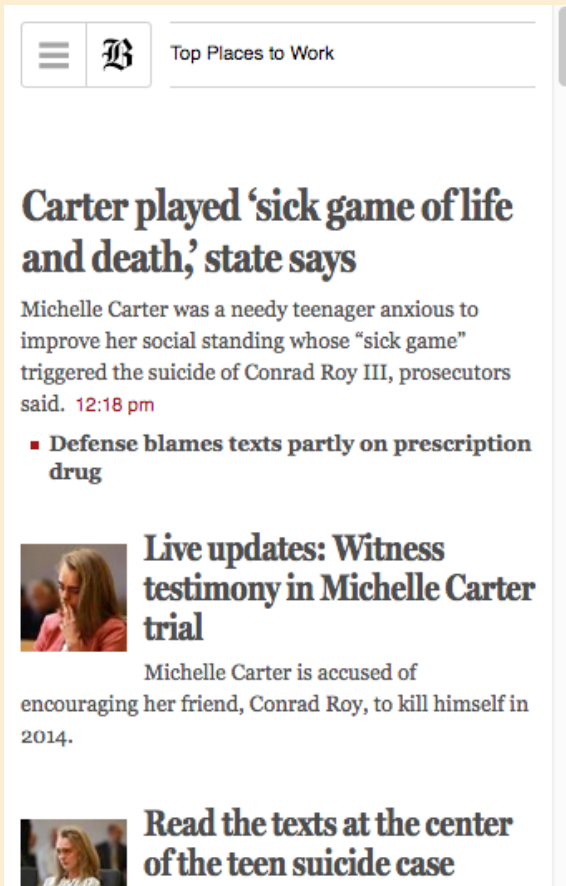 B
Top Places to Work
Carter played ‘sick game of life
and death,’ state says
Michelle Carter was a needy teenager anxious to
improve her social standing whose “sick game”
triggered the suicide of Conrad Roy III, prosecutors
said. 12:18 pm
Defense blames texts partly on prescription
drug
Live updates: Witness
testimony in Michelle Carter
trial
Michelle Carter is accused of
encouraging her friend, Conrad Roy, to kill himself in
2014.
Read the texts at the center
of the teen suicide case